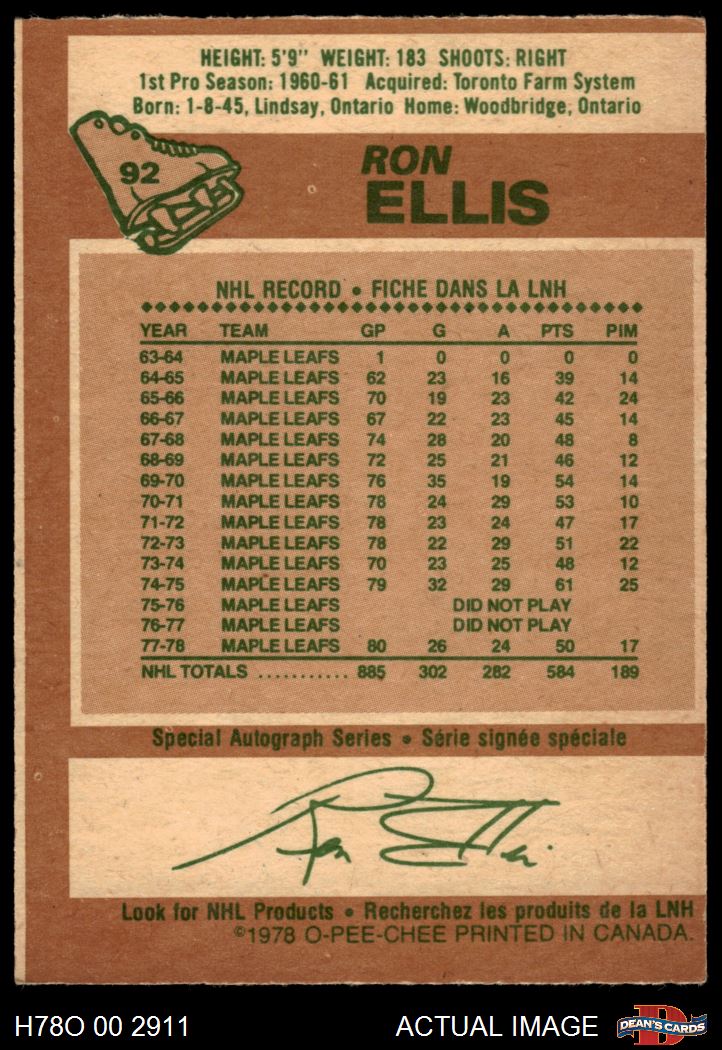 HEIGHT: 5'9" WEIGHT: 183 SHOOTS: RIGHT
1st Pro Season: 1960-61 Acquired: Toronto Farm System
Born: 1-8-45, Lindsay, Ontario Home: Woodbridge, Ontario
92
RON
ELLIS
NHL RECORD • FICHE DANS LA LNH
YEAR TEAM GP G A PTS PIM
63-64 MAPLE LEAFS 1 0 0 0 0
64-65 MAPLE LEAFS 62 23 16 39 14
65-66 MAPLE LEAFS 70 19 23 42 24
66-67 MAPLE LEAFS 67 22 23 45 14
67-68 MAPLE LEAFS 74 28 20 48 8
68-69 MAPLE LEAFS 72 25 21 46 12
69-70 MAPLE LEAFS 76 35 19 54 14
70-71 MAPLE LEAFS 78 24 29 53 10
71-72 MAPLE LEAFS 78 23 24 47 17
72-73 MAPLE LEAFS 78 22 29 51 22
73-74 MAPLE LEAFS 70 23 25 48 12
74-75 MAPLE LEAFS 79 32 29 61 25
75-76 MAPLE LEAFS DID NOT PLAY
76-77 MAPLE LEAFS DID NOT PLAY
77-78 MAPLE LEAFS 80 26 24 50 17
NHL TOTALS ........... 885 302 282 584 189
Special Autograph Series • Série signée spéciale
Ron Ellis
Look for NHL Products • Recherchez les produits de la LNH
©1978 O-PEE-CHEE PRINTED IN CANADA.
H78O 00 2911 ACTUAL IMAGE D DEAN'S CARDS